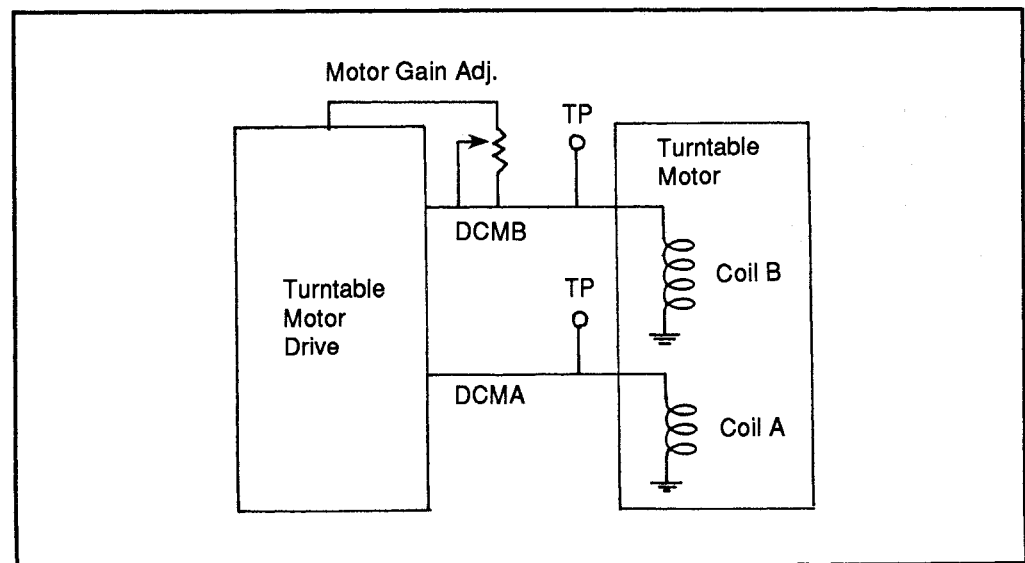 Motor Gain Adj.
TP
Turntable
Motor
DCMB
Coil B
Turntable
Motor
Drive
TP
DCMA
Coil A